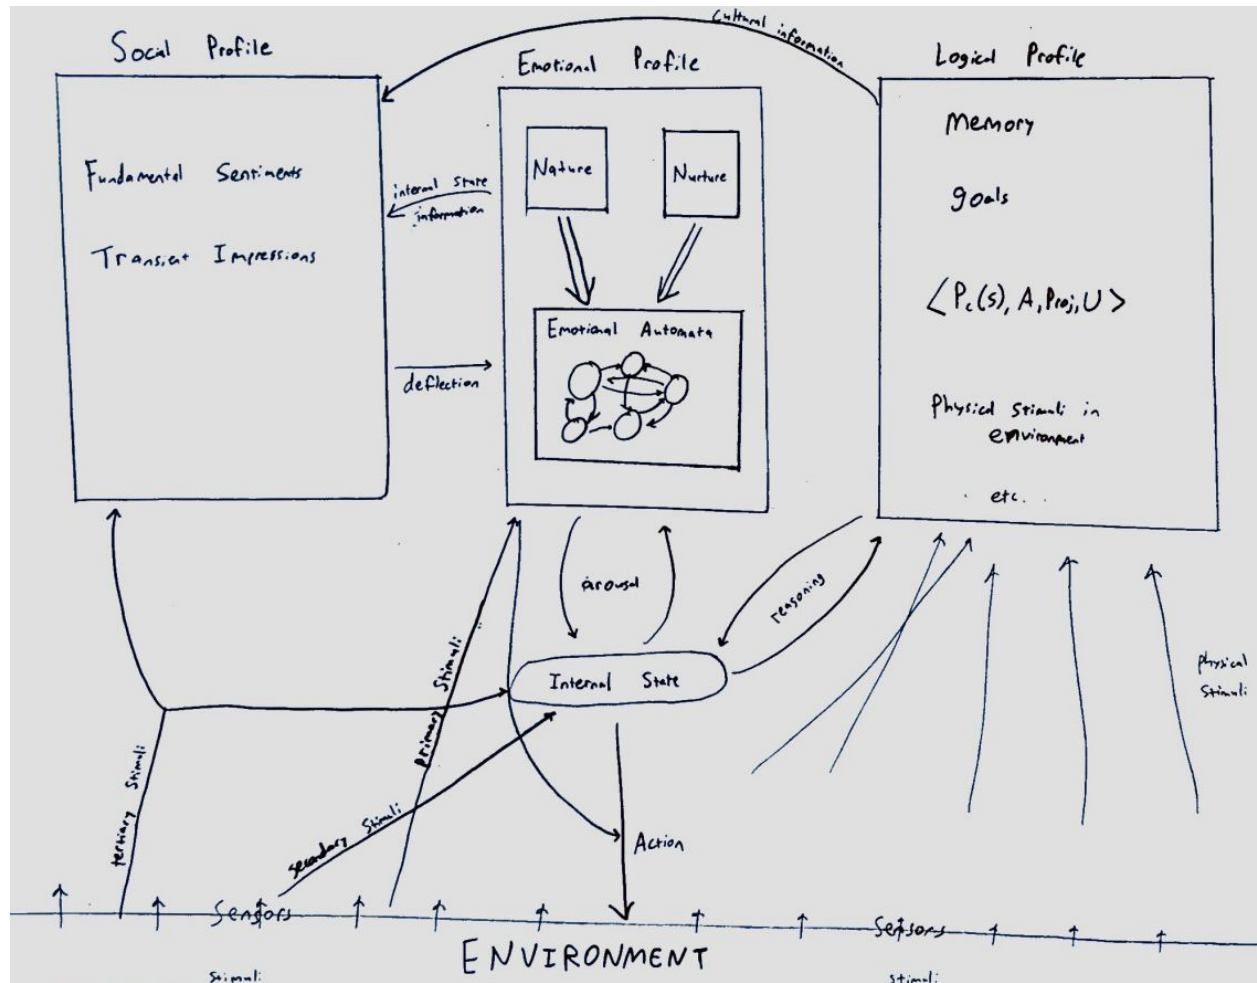 Cultural information
Social Profile
Emotional Profile
Logical Profile
Fundamental Sentiments
Transient Impressions
internal state
information
deflection
Nature
Nurture
Emotional Automata
Memory
goals
< Pc(s), A, Proj, U >
Physical stimuli in
environment
etc.
arousal
reasoning
Internal State
physical
stimuli
tertiary stimuli
primary stimuli
secondary stimuli
Action
Sensors
Sensors
ENVIRONMENT
stimuli
stimuli